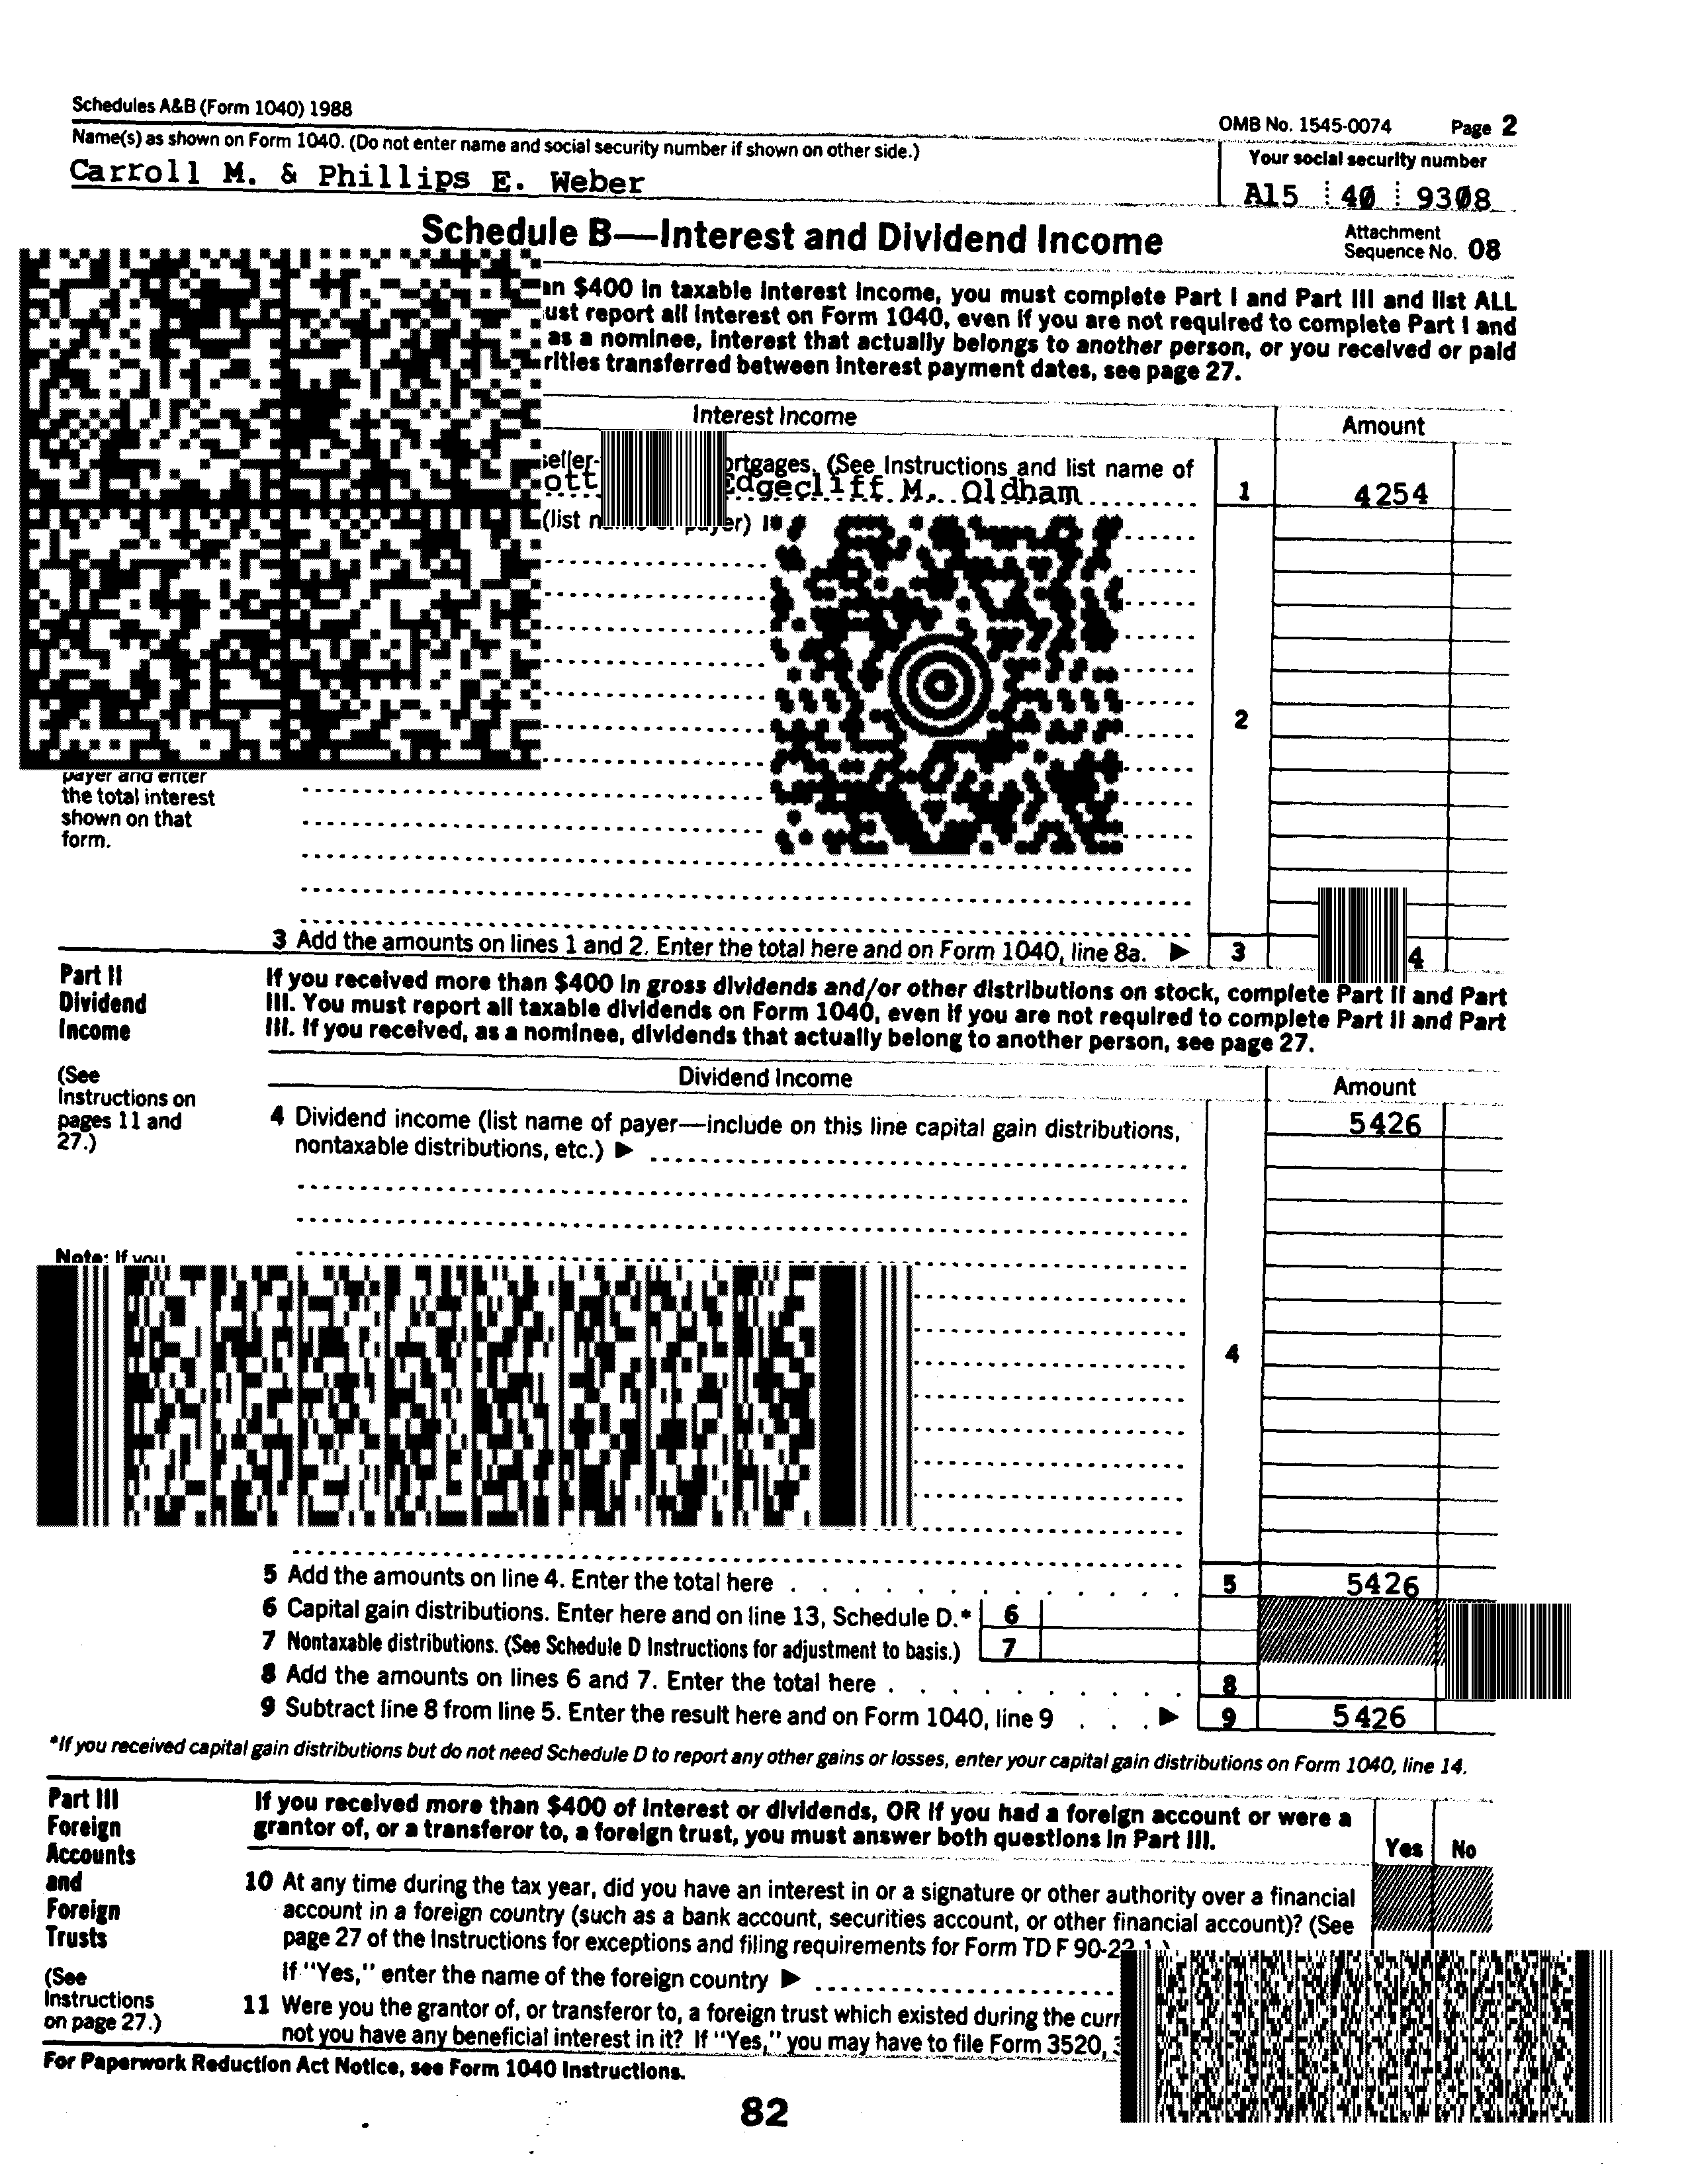 Schedules A&B (Form 1040) 1988
OMB No. 1545-0074 Page 2
Name(s) as shown on Form 1040. (Do not enter name and social security number if shown on other side.)
Your social security number
Carroll M. & Phillips E. Weber
A15 40 9308
Schedule B—Interest and Dividend Income
Attachment
Sequence No. 08
$400 in taxable interest income, you must complete Part I and Part III and list ALL
report all interest on Form 1040, even if you are not required to complete Part I and
as a nominee, interest that actually belongs to another person, or you received or paid
transferred between interest payment dates, see page 27.
Interest Income
Amount
(See Instructions and list name of
Edgecliff M. Oldham
1 4254
(list
2
payer and enter
the total interest
shown on that
form.
3 Add the amounts on lines 1 and 2. Enter the total here and on Form 1040, line 8a. ▶ 3 4
Part II
Dividend
Income
If you received more than $400 in gross dividends and/or other distributions on stock, complete Part II and Part
III. You must report all taxable dividends on Form 1040, even if you are not required to complete Part II and Part
III. If you received, as a nominee, dividends that actually belong to another person, see page 27.
(See
Instructions on
pages 11 and
27.)
Dividend Income
Amount
4 Dividend income (list name of payer—include on this line capital gain distributions,
nontaxable distributions, etc.) ▶
5426
Note: If you
4
5 Add the amounts on line 4. Enter the total here 5 5426
6 Capital gain distributions. Enter here and on line 13, Schedule D.* 6
7 Nontaxable distributions. (See Schedule D Instructions for adjustment to basis.) 7
8 Add the amounts on lines 6 and 7. Enter the total here 8
9 Subtract line 8 from line 5. Enter the result here and on Form 1040, line 9 ▶ 9 5426
*If you received capital gain distributions but do not need Schedule D to report any other gains or losses, enter your capital gain distributions on Form 1040, line 14.
Part III
Foreign
Accounts
and
Foreign
Trusts
(See
Instructions
on page 27.)
If you received more than $400 of interest or dividends, OR if you had a foreign account or were a
grantor of, or a transferor to, a foreign trust, you must answer both questions in Part III.
Yes No
10 At any time during the tax year, did you have an interest in or a signature or other authority over a financial
account in a foreign country (such as a bank account, securities account, or other financial account)? (See
page 27 of the Instructions for exceptions and filing requirements for Form TD F 90-22.1.)
If "Yes," enter the name of the foreign country ▶
11 Were you the grantor of, or transferor to, a foreign trust which existed during the
not you have any beneficial interest in it? If "Yes," you may have to file Form 3520,
For Paperwork Reduction Act Notice, see Form 1040 Instructions.
82